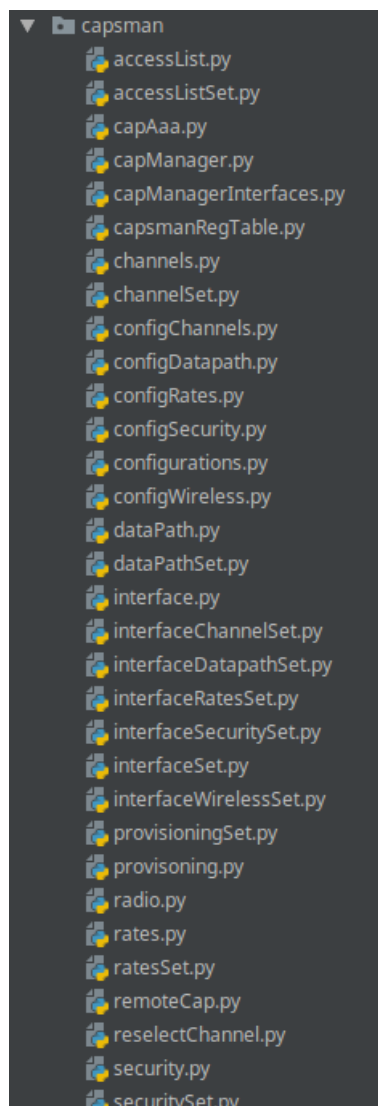 capsman
accessList.py
accessListSet.py
capAaa.py
capManager.py
capManagerInterfaces.py
capsmanRegTable.py
channels.py
channelSet.py
configChannels.py
configDatapath.py
configRates.py
configSecurity.py
configurations.py
configWireless.py
dataPath.py
dataPathSet.py
interface.py
interfaceChannelSet.py
interfaceDatapathSet.py
interfaceRatesSet.py
interfaceSecuritySet.py
interfaceSet.py
interfaceWirelessSet.py
provisioningSet.py
provisoning.py
radio.py
rates.py
ratesSet.py
remoteCap.py
reselectChannel.py
security.py
securitySet.py